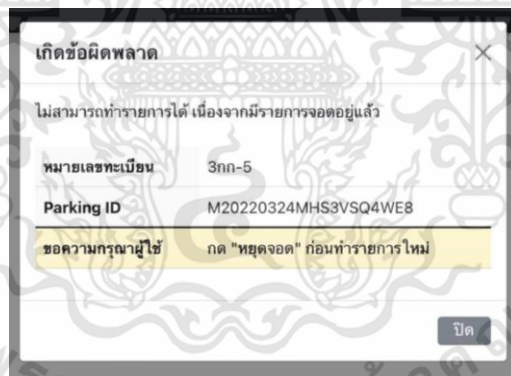 เกิดข้อผิดพลาด
ไม่สามารถทำรายการได้ เนื่องจากมีรายการจอดอยู่แล้ว
หมายเลขทะเบียน 3กก-5
Parking ID M20220324MHS3VSQ4WE8
ขอความกรุณาผู้ใช้ กด "หยุดจอด" ก่อนทำรายการใหม่
ปิด